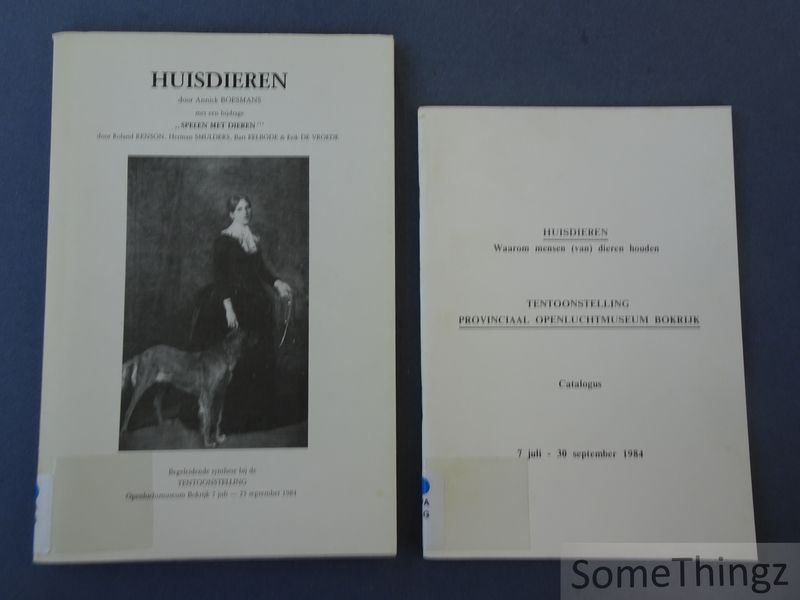 HUISDIEREN
door Annick BOESMANS
met een bijdrage
,,SPELEN MET DIEREN''
door Roland RENSON, Herman SMULDERS, Bart EELBODE & Erik DE VROEDE
Begeleidende synthese bij de
TENTOONSTELLING
Openluchtmuseum Bokrijk 7 juli — 23 september 1984
HUISDIEREN
Waarom mensen (van) dieren houden
TENTOONSTELLING
PROVINCIAAL OPENLUCHTMUSEUM BOKRIJK
Catalogus
7 juli - 30 september 1984
SomeThingz